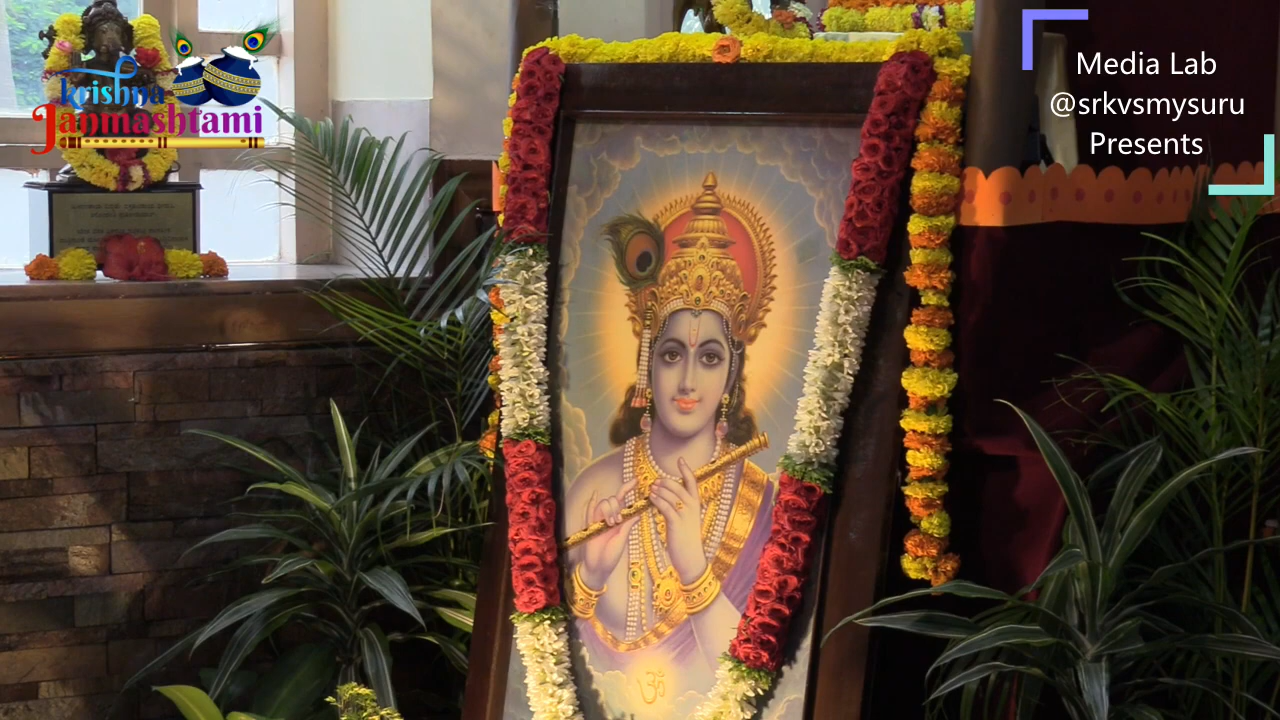 krishna
Janmashtami
Media Lab
@srkvsmysuru
Presents
ॐ